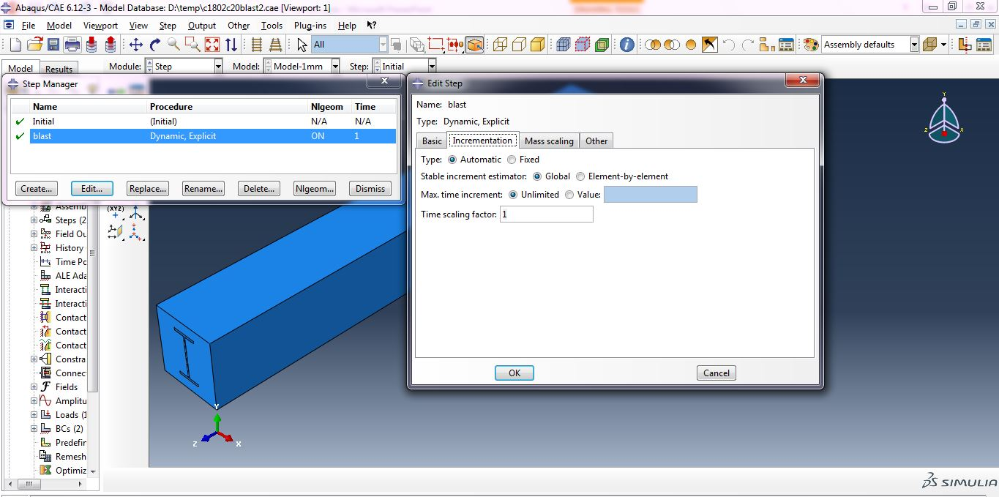 Abaqus/CAE 6.12-3 - Model Database: D:\temp\c1802c20blast2.cae [Viewport: 1]
File Model Viewport View Step Output Other Tools Plug-ins Help
All
Assembly defaults
Model Results Module: Step Model: Model-1mm Step: Initial
Step Manager
Name Procedure Nlgeom Time
Initial (Initial) N/A N/A
blast Dynamic, Explicit ON 1
Create... Edit... Replace... Rename... Delete... Nlgeom... Dismiss
Edit Step
Name: blast
Type: Dynamic, Explicit
Basic Incrementation Mass scaling Other
Type: Automatic Fixed
Stable increment estimator: Global Element-by-element
Max. time increment: Unlimited Value:
Time scaling factor: 1
OK Cancel
Assemb
(XYZ)
Steps (2
Field Ou
History
Time Po
ALE Ada
Interacti
Interacti
Contact
Contact
Contact
Constra
Connec
Fields
Amplitu
Loads (1
BCs (2)
Predefin
Remesh
Optimiz
Y
Z X
Y
Z X
SIMULIA